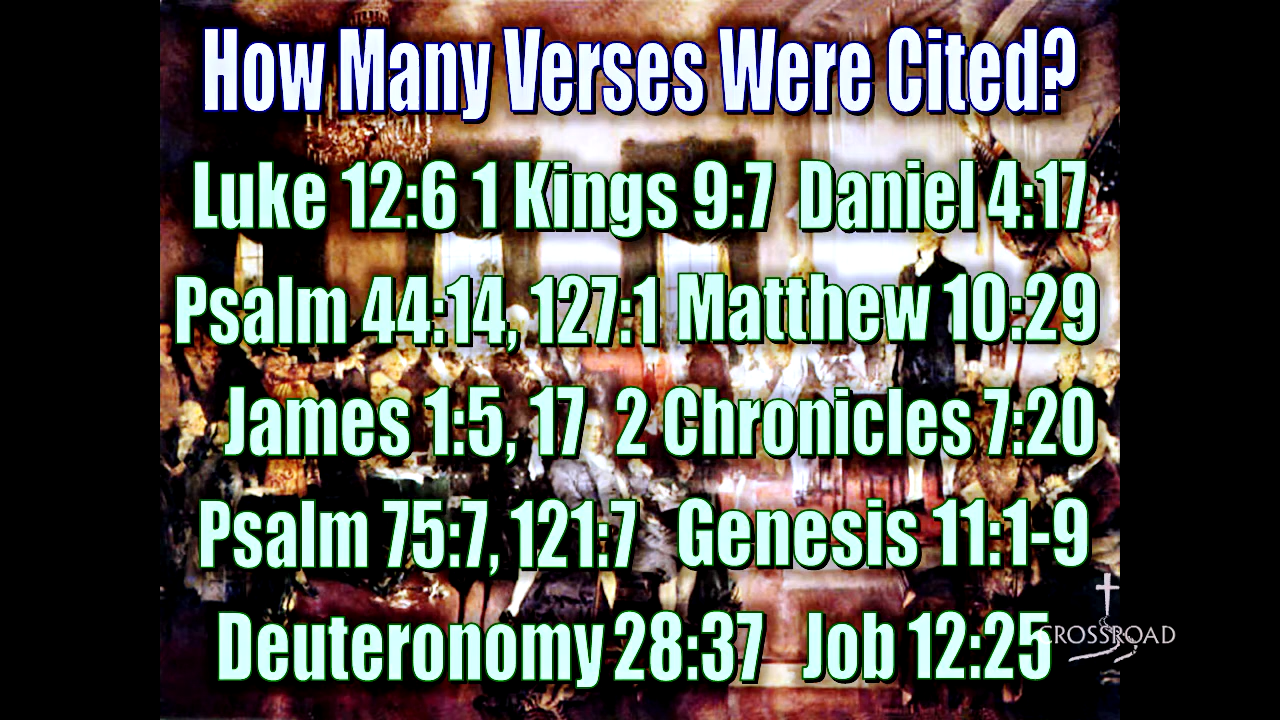 How Many Verses Were Cited?
Luke 12:6 1 Kings 9:7 Daniel 4:17
Psalm 44:14, 127:1 Matthew 10:29
James 1:5, 17 2 Chronicles 7:20
Psalm 75:7, 121:7 Genesis 11:1-9
Deuteronomy 28:37 Job 12:25
CROSSROAD